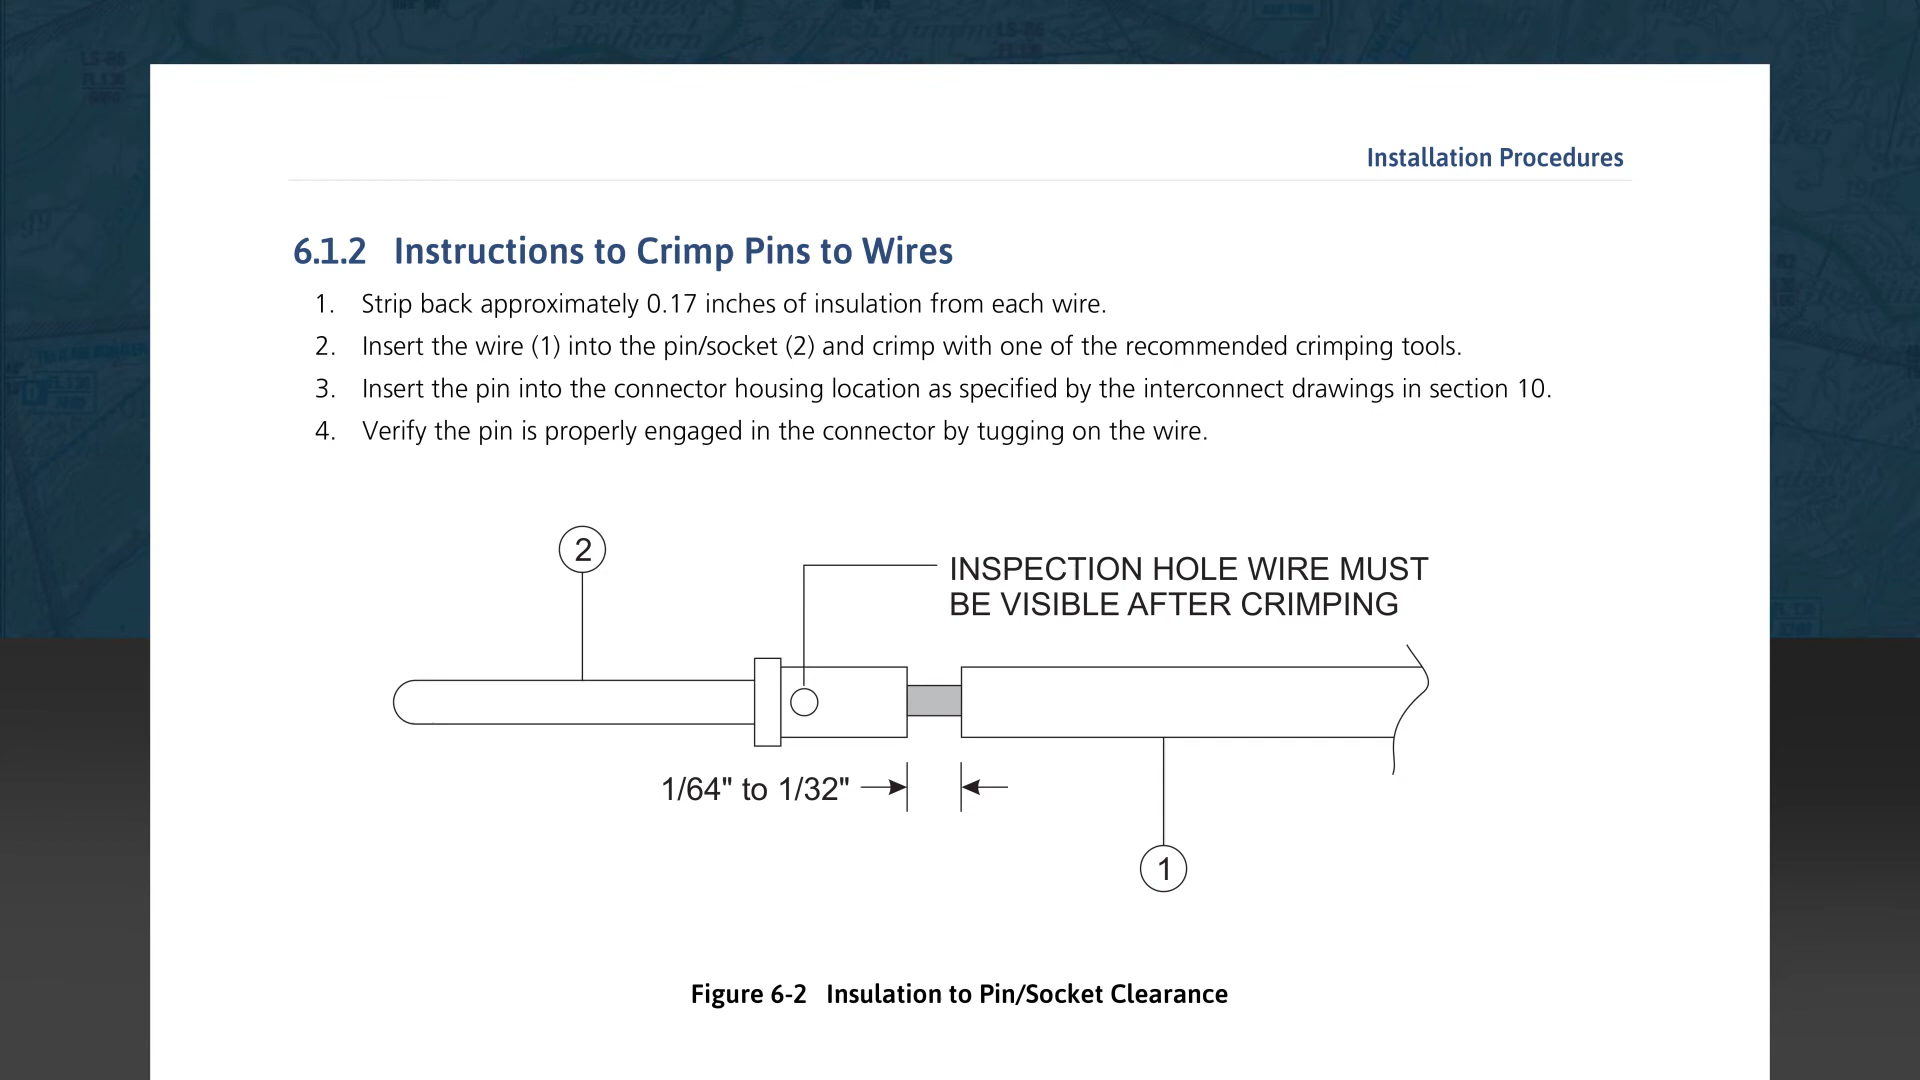 Installation Procedures
6.1.2 Instructions to Crimp Pins to Wires
1. Strip back approximately 0.17 inches of insulation from each wire.
2. Insert the wire (1) into the pin/socket (2) and crimp with one of the recommended crimping tools.
3. Insert the pin into the connector housing location as specified by the interconnect drawings in section 10.
4. Verify the pin is properly engaged in the connector by tugging on the wire.
2
INSPECTION HOLE WIRE MUST
BE VISIBLE AFTER CRIMPING
1/64" to 1/32"
1
Figure 6-2 Insulation to Pin/Socket Clearance